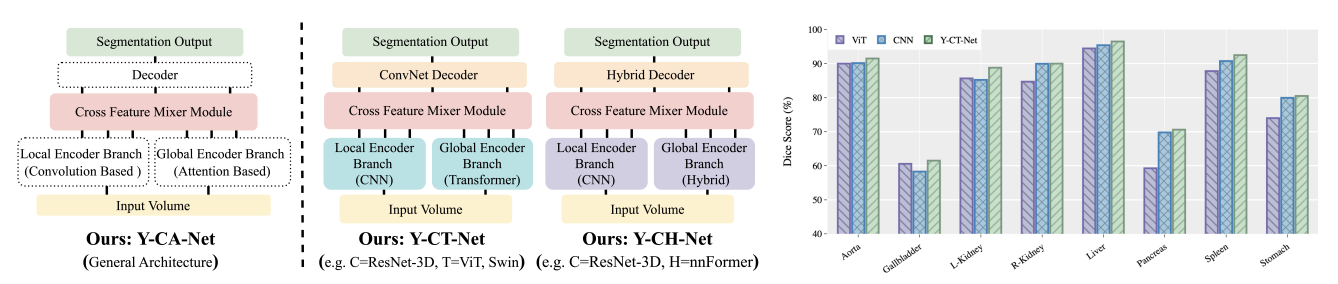 Segmentation Output
Decoder
Cross Feature Mixer Module
Local Encoder Branch
(Convolution Based )
Global Encoder Branch
(Attention Based)
Input Volume
Ours: Y-CA-Net
(General Architecture)
Segmentation Output
ConvNet Decoder
Cross Feature Mixer Module
Local Encoder
Branch
(CNN)
Global Encoder
Branch
(Transformer)
Input Volume
Ours: Y-CT-Net
(e.g. C=ResNet-3D, T=ViT, Swin)
Segmentation Output
Hybrid Decoder
Cross Feature Mixer Module
Local Encoder
Branch
(CNN)
Global Encoder
Branch
(Hybrid)
Input Volume
Ours: Y-CH-Net
(e.g. C=ResNet-3D, H=nnFormer)
Dice Score (%)
100
90
80
70
60
50
40
ViT
CNN
Y-CT-Net
Aorta
Gallbladder
L-Kidney
R-Kidney
Liver
Pancreas
Spleen
Stomach